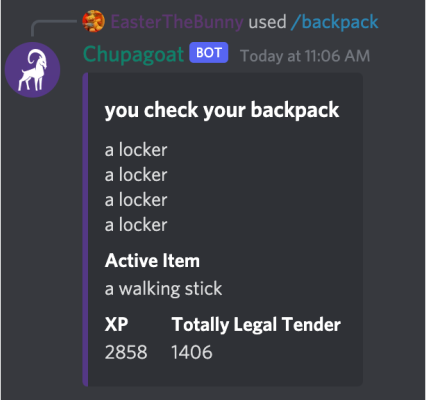 EasterTheBunny used /backpack
Chupagoat BOT Today at 11:06 AM
you check your backpack
a locker
a locker
a locker
a locker
Active Item
a walking stick
XP Totally Legal Tender
2858 1406